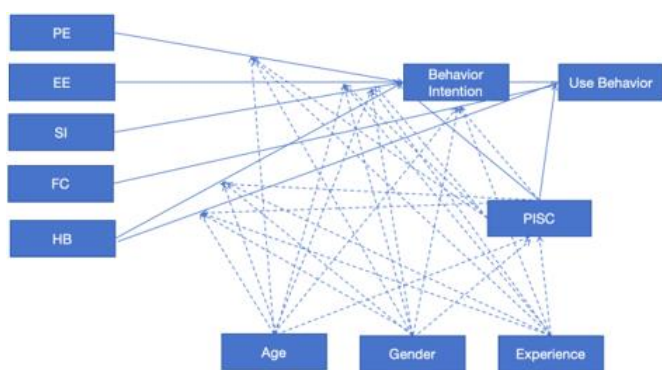 PE
EE
SI
FC
HB
Behavior
Intention
Use Behavior
PISC
Age
Gender
Experience